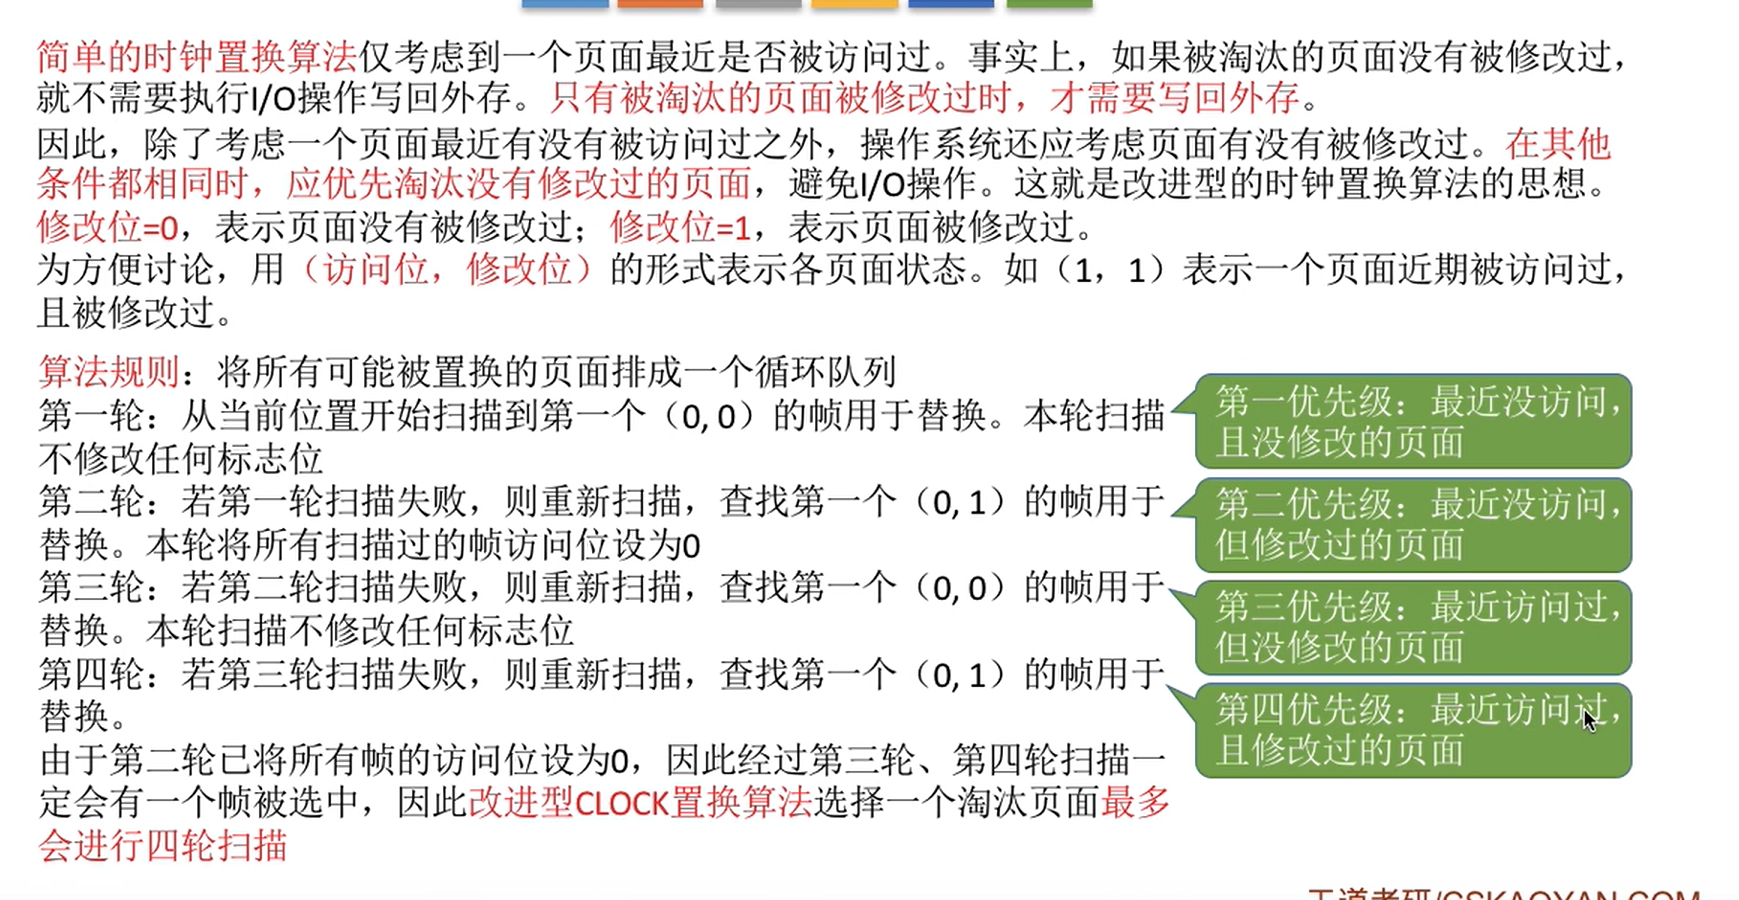 简单的时钟置换算法仅考虑到一个页面最近是否被访问过。事实上，如果被淘汰的页面没有被修改过，
就不需要执行I/O操作写回外存。只有被淘汰的页面被修改过时，才需要写回外存。
因此，除了考虑一个页面最近有没有被访问过之外，操作系统还应考虑页面有没有被修改过。在其他
条件都相同时，应优先淘汰没有修改过的页面，避免I/O操作。这就是改进型的时钟置换算法的思想。
修改位=0，表示页面没有被修改过；修改位=1，表示页面被修改过。
为方便讨论，用（访问位，修改位）的形式表示各页面状态。如（1，1）表示一个页面近期被访问过，
且被修改过。
算法规则：将所有可能被置换的页面排成一个循环队列
第一轮：从当前位置开始扫描到第一个（0, 0）的帧用于替换。本轮扫描
不修改任何标志位
第二轮：若第一轮扫描失败，则重新扫描，查找第一个（0, 1）的帧用于
替换。本轮将所有扫描过的帧访问位设为0
第三轮：若第二轮扫描失败，则重新扫描，查找第一个（0, 0）的帧用于
替换。本轮扫描不修改任何标志位
第四轮：若第三轮扫描失败，则重新扫描，查找第一个（0, 1）的帧用于
替换。
由于第二轮已将所有帧的访问位设为0，因此经过第三轮、第四轮扫描一
定会有一个帧被选中，因此改进型CLOCK置换算法选择一个淘汰页面最多
会进行四轮扫描
第一优先级：最近没访问，
且没修改的页面
第二优先级：最近没访问，
但修改过的页面
第三优先级：最近访问过，
但没修改的页面
第四优先级：最近访问过，
且修改过的页面
王道考研/CSKAOYAN.COM